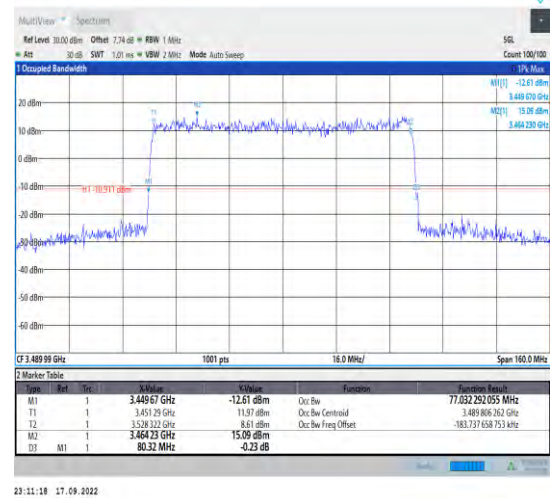 MultiView Spectrum
Ref Level 30.00 dBm Offset 7.74 dB RBW 1 MHz SGL
Att 30 dB SWT 1.01 ms VBW 2 MHz Mode Auto Sweep Count 100/100
1 Occupied Bandwidth 1Pk Max
M1[1] -12.61 dBm
3.449 670 GHz
M2[1] 15.09 dBm
3.464 230 GHz
20 dBm
T1
M2
10 dBm
0 dBm
M1
-10 dBm
H1 -10.911 dBm
-20 dBm
-30 dBm
-40 dBm
-50 dBm
-60 dBm
CF 3.489 99 GHz 1001 pts 16.0 MHz/ Span 160.0 MHz
2 Marker Table
Type Ref Trc X-Value Y-Value Function Function Result
M1 1 3.449 67 GHz -12.61 dBm Occ Bw 77.032 292 055 MHz
T1 1 3.451 29 GHz 11.97 dBm Occ Bw Centroid 3.489 806 262 GHz
T2 1 3.528 322 GHz 8.61 dBm Occ Bw Freq Offset -183.737 658 753 kHz
M2 1 3.464 23 GHz 15.09 dBm
D3 M1 1 80.32 MHz -0.23 dB
23:11:18 17.09.2022